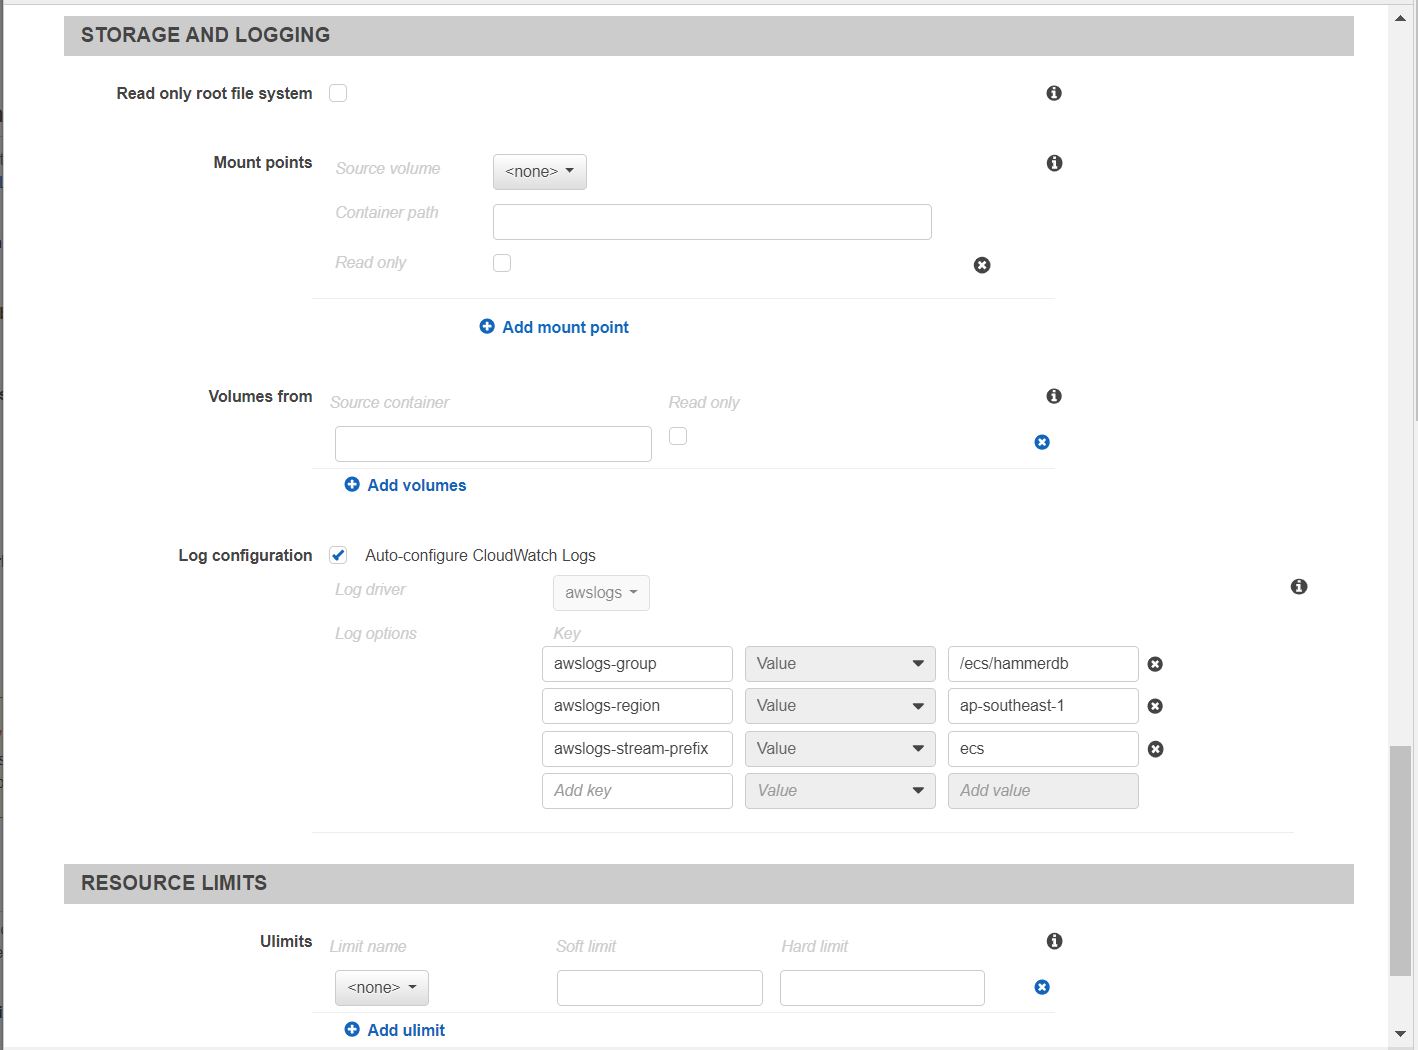 STORAGE AND LOGGING
Read only root file system
Mount points
Source volume <none>
Container path
Read only
Add mount point
Volumes from Source container Read only
Add volumes
Log configuration Auto-configure CloudWatch Logs
Log driver awslogs
Log options Key
awslogs-group Value /ecs/hammerdb
awslogs-region Value ap-southeast-1
awslogs-stream-prefix Value ecs
Add key Value Add value
RESOURCE LIMITS
Ulimits Limit name Soft limit Hard limit
<none>
Add ulimit